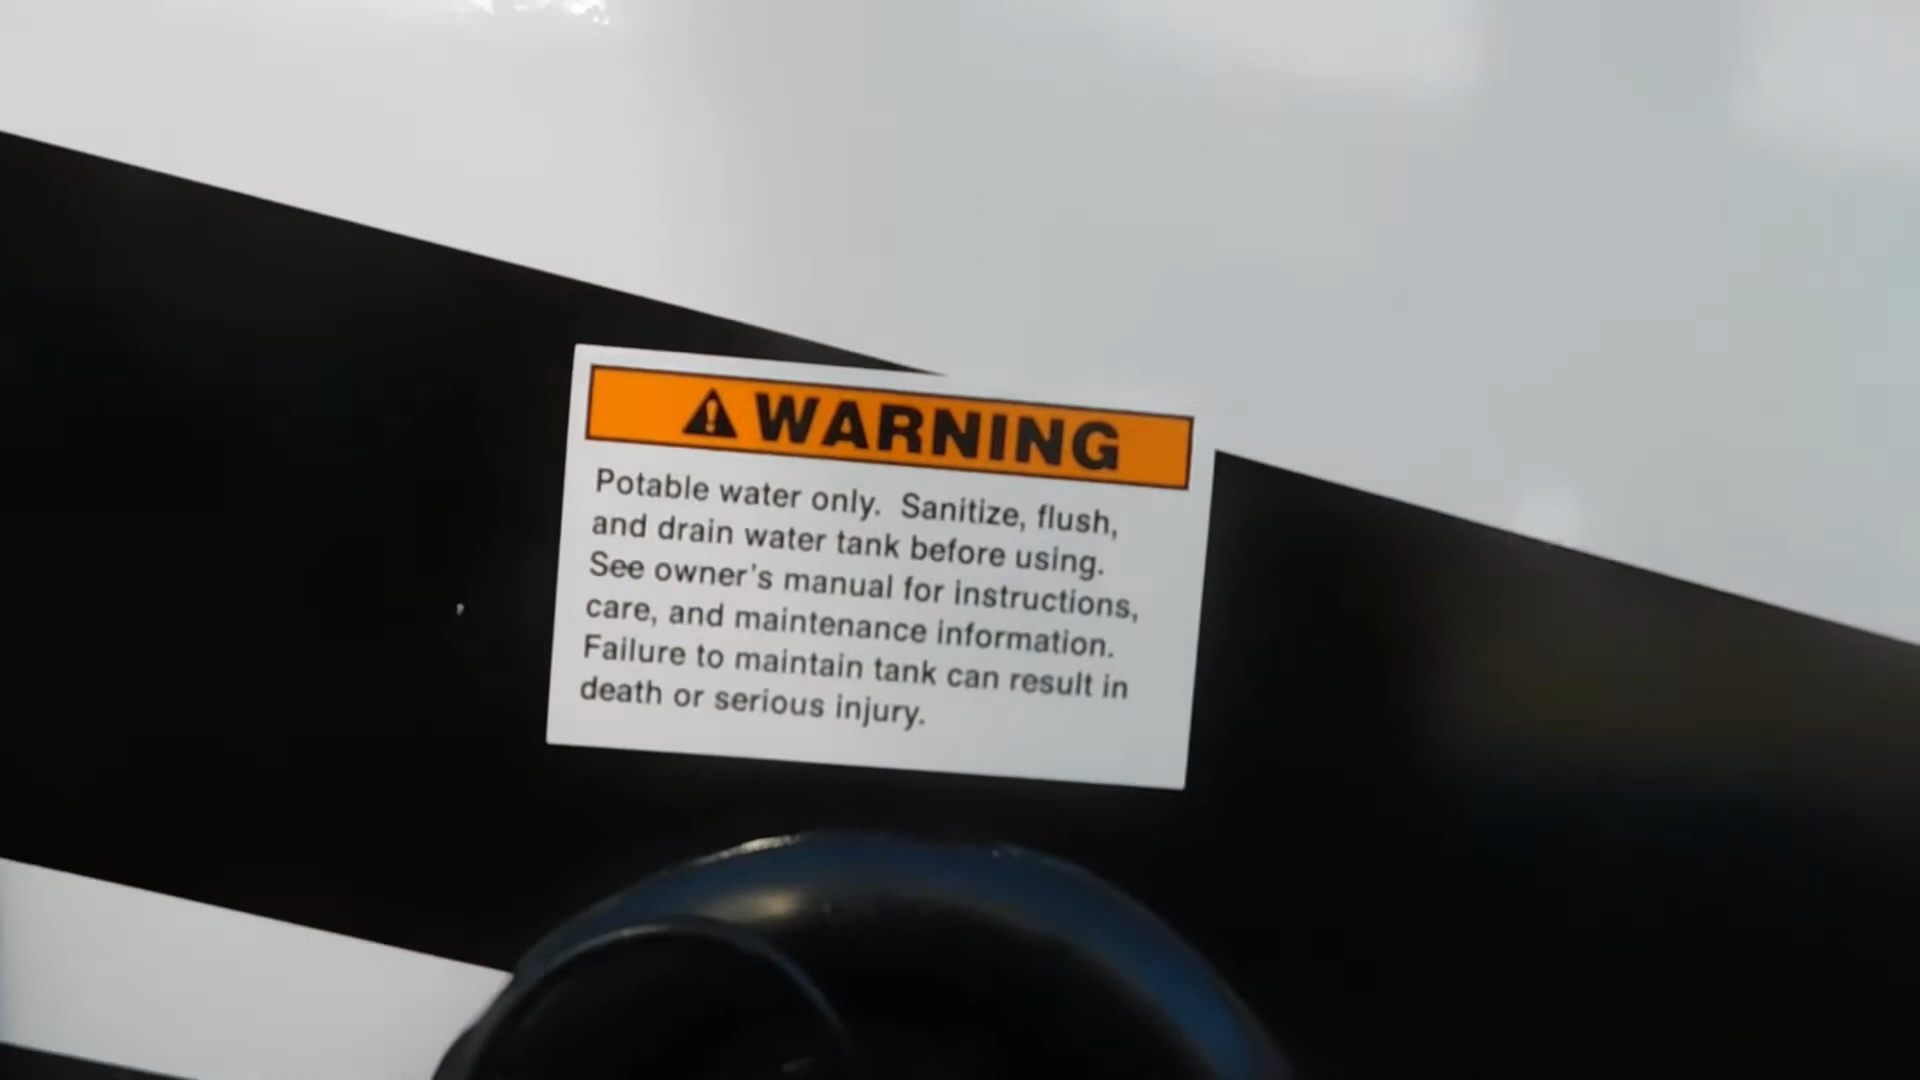 WARNING
Potable water only. Sanitize, flush,
and drain water tank before using.
See owner's manual for instructions,
care, and maintenance information.
Failure to maintain tank can result in
death or serious injury.